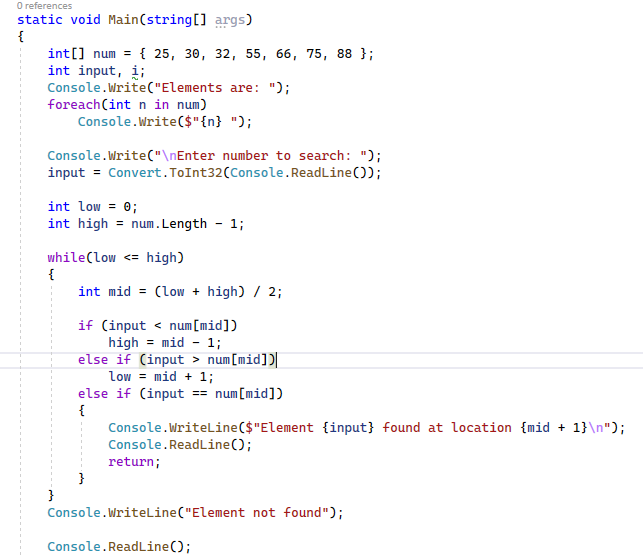 0 references
static void Main(string[] args)
{
int[] num = { 25, 30, 32, 55, 66, 75, 88 };
int input, i;
Console.Write("Elements are: ");
foreach(int n in num)
Console.Write($"{n} ");
Console.Write("\nEnter number to search: ");
input = Convert.ToInt32(Console.ReadLine());
int low = 0;
int high = num.Length - 1;
while(low <= high)
{
int mid = (low + high) / 2;
if (input < num[mid])
high = mid - 1;
else if (input > num[mid])
low = mid + 1;
else if (input == num[mid])
{
Console.WriteLine($"Element {input} found at location {mid + 1}\n");
Console.ReadLine();
return;
}
}
Console.WriteLine("Element not found");
Console.ReadLine();